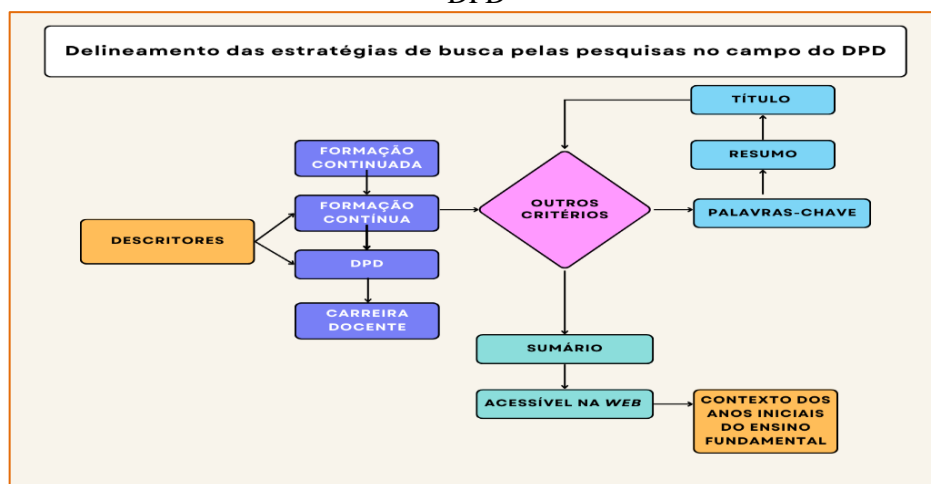 DPD
Delineamento das estratégias de busca pelas pesquisas no campo do DPD
TÍTULO
FORMAÇÃO
CONTINUADA
RESUMO
FORMAÇÃO
CONTÍNUA
OUTROS
CRITÉRIOS
PALAVRAS-CHAVE
DESCRITORES
DPD
CARREIRA
DOCENTE
SUMÁRIO
ACESSÍVEL NA WEB
CONTEXTO DOS
ANOS INICIAIS
DO ENSINO
FUNDAMENTAL